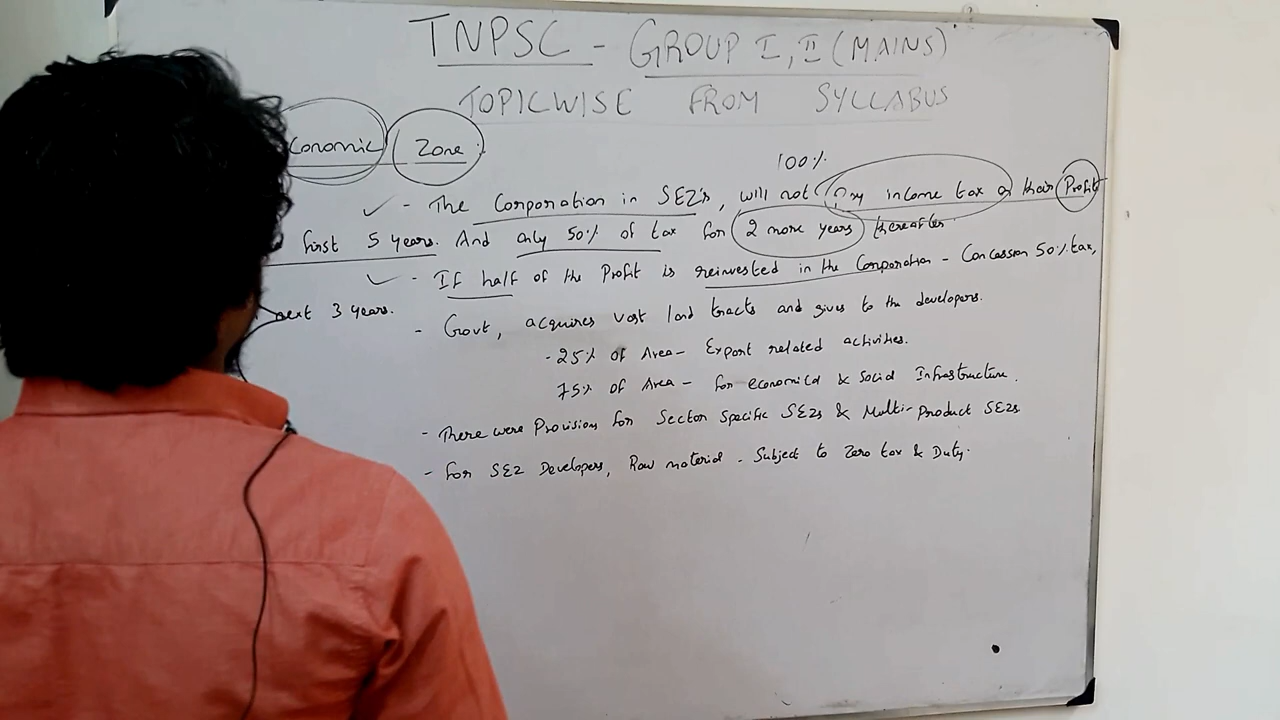 TNPSC - GROUP I, II (MAINS)
TOPICWISE FROM SYLLABUS
conomic Zone :
100%
- The Corporation in SEZ's, will not any income tax on their Profit
first 5 years. And only 50% of tax for 2 more years thereafter.
- If half of the Profit is reinvested in the Corporation - Concession 50% tax,
next 3 years.
- Govt, acquires vast land tracts and gives to the developers.
- 25% of Area - Export related activities.
75% of Area - for economical & Social Infrastructure.
- There were Provisions for Sector Specific SEZs & Multi-Product SEZs
- For SEZ Developers, Raw material - Subject to Zero tax & Duty.